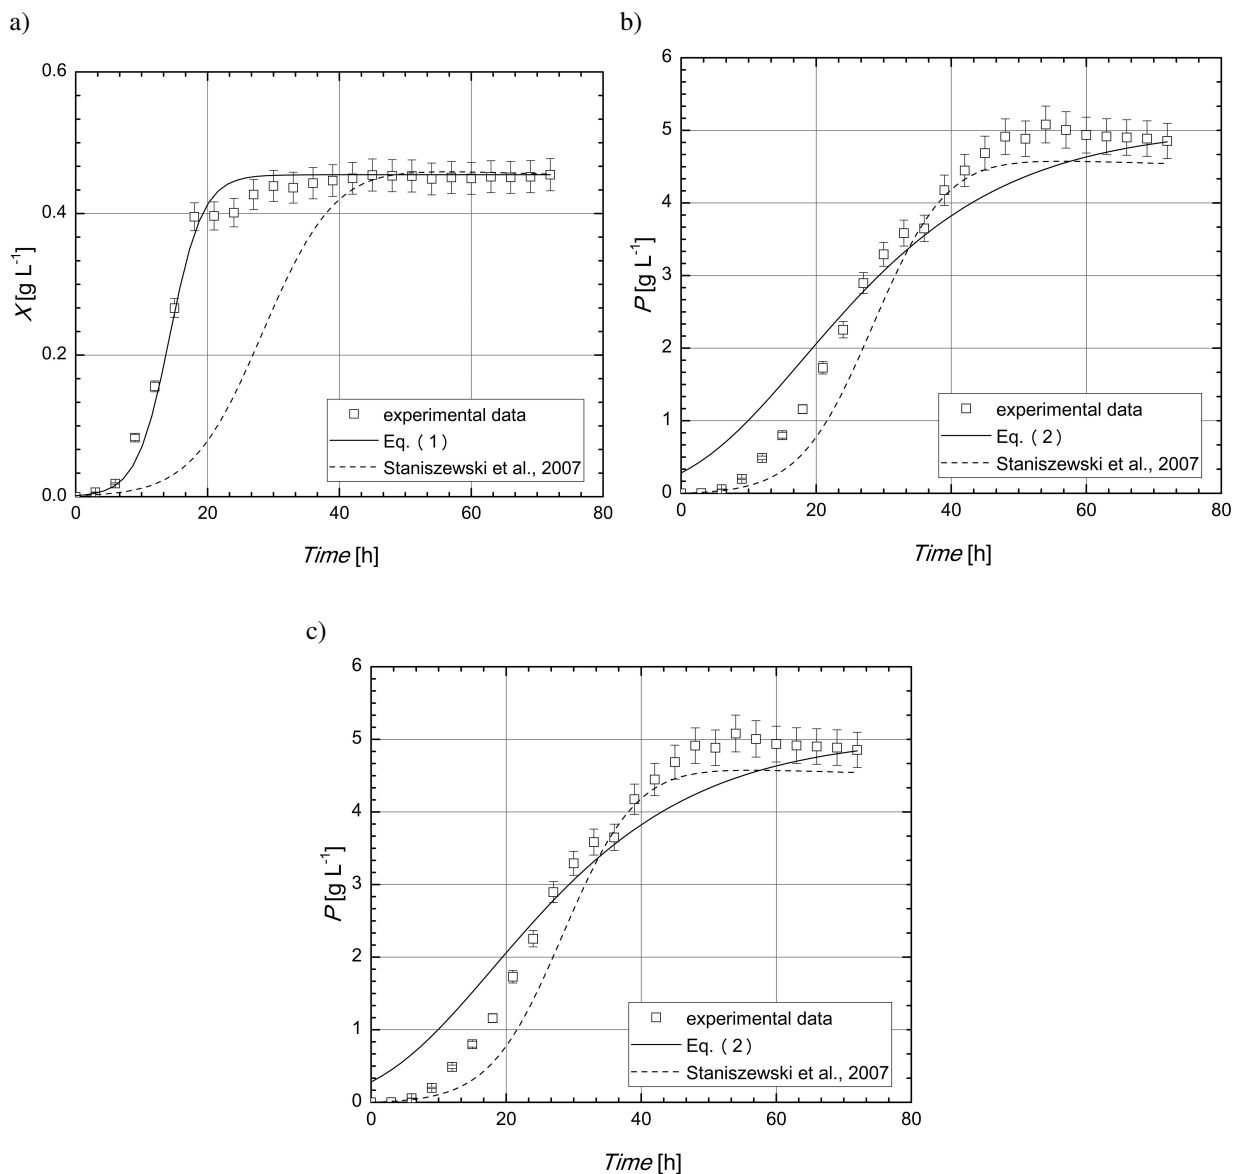 a)
0.6
0.4
0.2
0.0
X [g L-1]
0
20
40
60
80
Time [h]
experimental data
Eq. (1)
Staniszewski et al., 2007
b)
6
5
4
3
2
1
0
P [g L-1]
0
20
40
60
80
Time [h]
experimental data
Eq. (2)
Staniszewski et al., 2007
c)
6
5
4
3
2
1
0
P [g L-1]
0
20
40
60
80
Time [h]
experimental data
Eq. (2)
Staniszewski et al., 2007